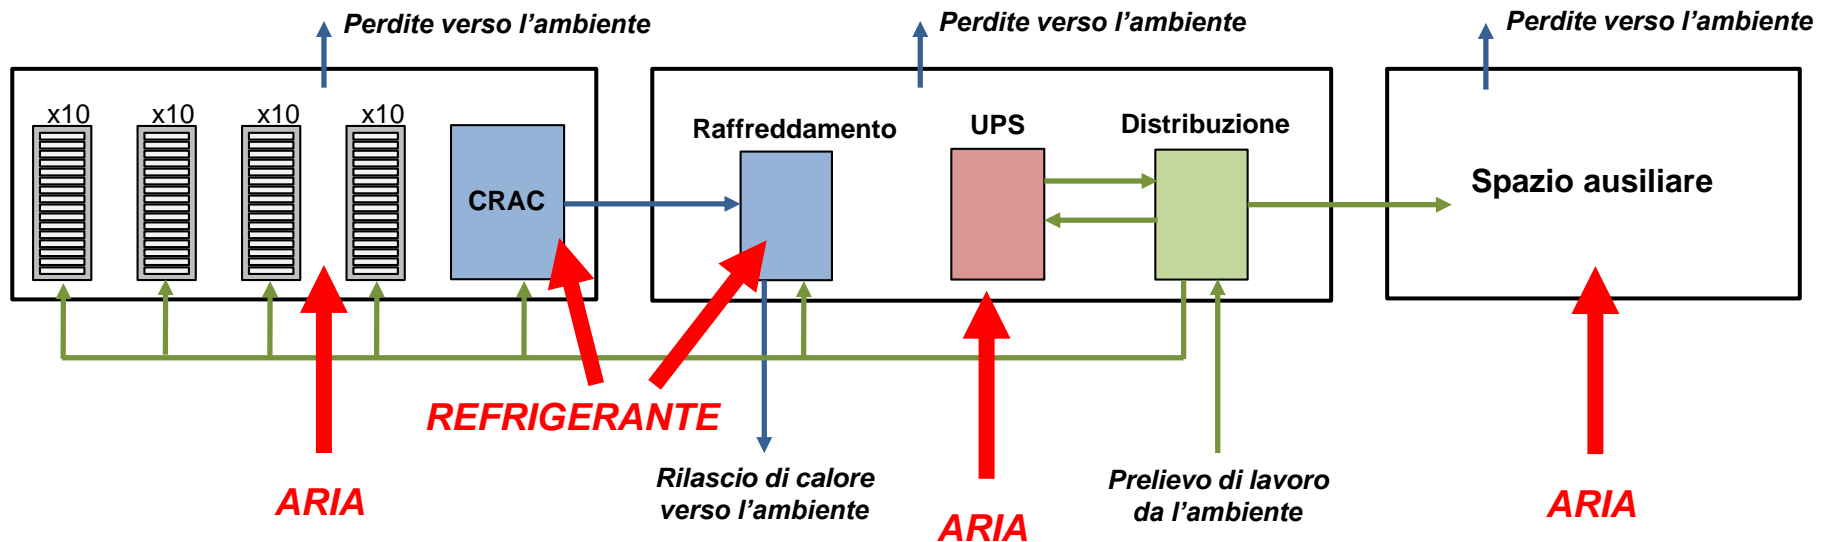 Perdite verso l’ambiente
Perdite verso l’ambiente
Perdite verso l’ambiente
x10
x10
x10
x10
CRAC
Raffreddamento
UPS
Distribuzione
Spazio ausiliare
REFRIGERANTE
ARIA
Rilascio di calore
verso l’ambiente
ARIA
Prelievo di lavoro
da l’ambiente
ARIA